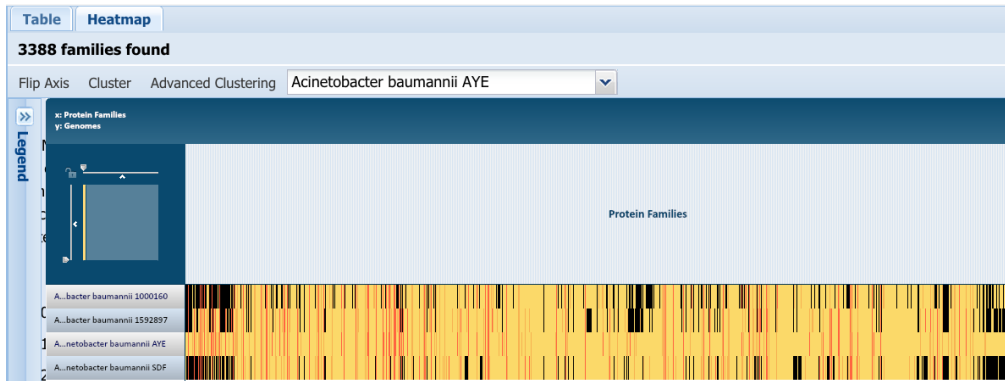 Table Heatmap
3388 families found
Flip Axis Cluster Advanced Clustering Acinetobacter baumannii AYE
Legend
x: Protein Families
y: Genomes
Protein Families
A...bacter baumannii 1000160
A...bacter baumannii 1592897
A...netobacter baumannii AYE
A...netobacter baumannii SDF